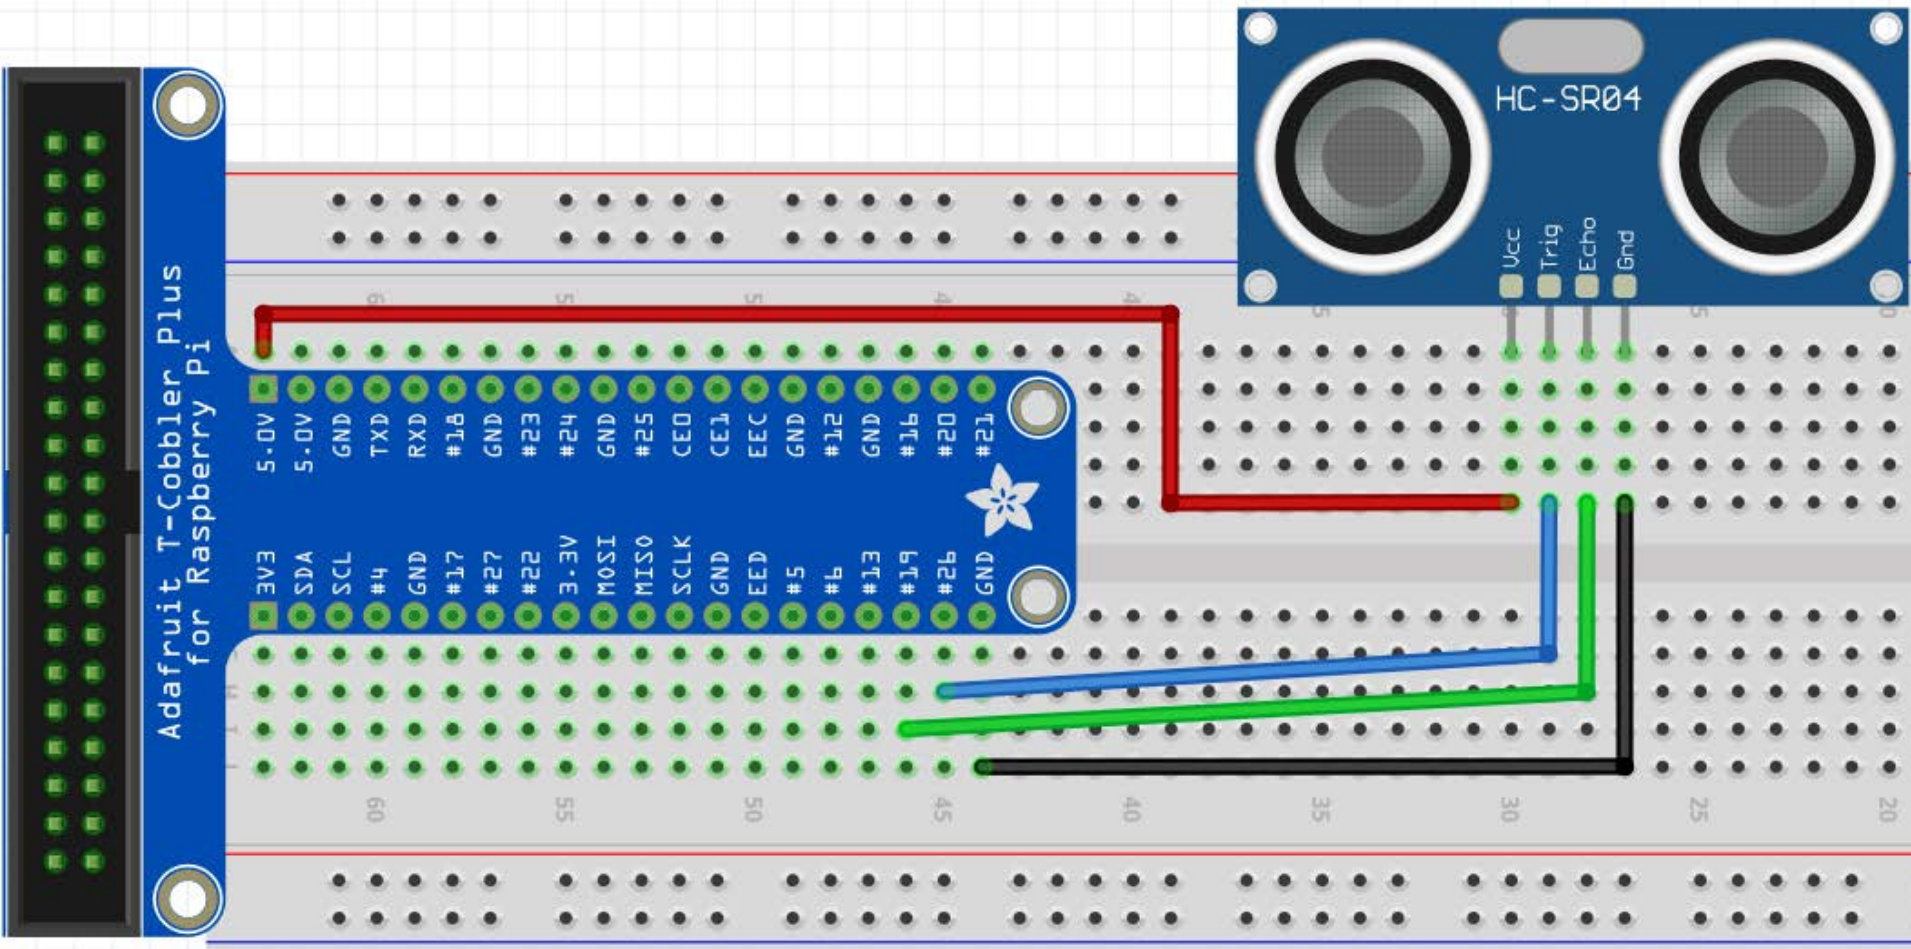 HC-SR04
Vcc
Trig
Echo
Gnd
Adafruit T-Cobbler Plus
for Raspberry Pi
5.0V
5.0V
GND
TXD
RXD
#18
GND
#23
#24
GND
#25
CE0
CE1
EEC
GND
#12
GND
#16
#20
#21
3V3
SDA
SCL
#4
GND
#17
#27
#22
3.3V
MOSI
MISO
SCLK
GND
EED
#5
#6
#13
#19
#26
GND
60
55
50
45
40
35
30
25
20